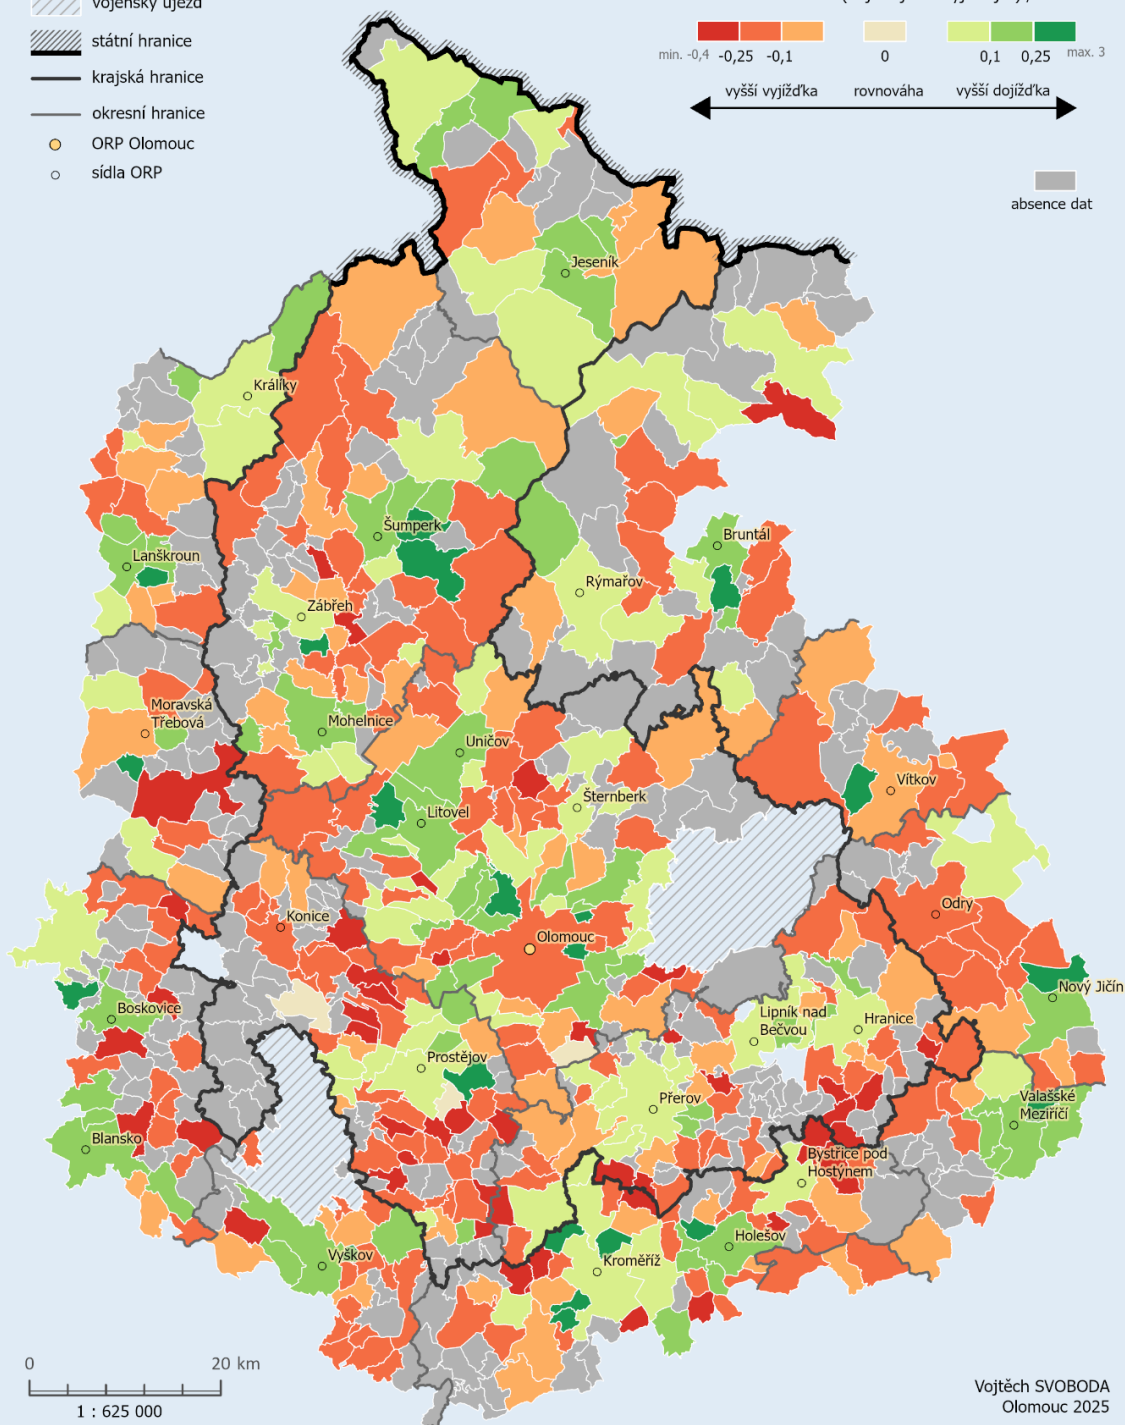 vojenský újezd
státní hranice
krajská hranice
okresní hranice
ORP Olomouc
sídla ORP
min. -0,4
-0,25
-0,1
0
0,1
0,25
max. 3
vyšší vyjížďka
rovnováha
vyšší dojížďka
absence dat
Jeseník
Králíky
Šumperk
Bruntál
Lanškroun
Rýmařov
Zábřeh
Moravská
Třebová
Mohelnice
Uničov
Vítkov
Šternberk
Litovel
Odry
Konice
Olomouc
Nový Jičín
Boskovice
Lipník nad
Bečvou
Hranice
Prostějov
Přerov
Valašské
Meziříčí
Blansko
Bystřice pod
Hostýnem
Holešov
Vyškov
Kroměříž
0
20 km
1 : 625 000
Vojtěch SVOBODA
Olomouc 2025